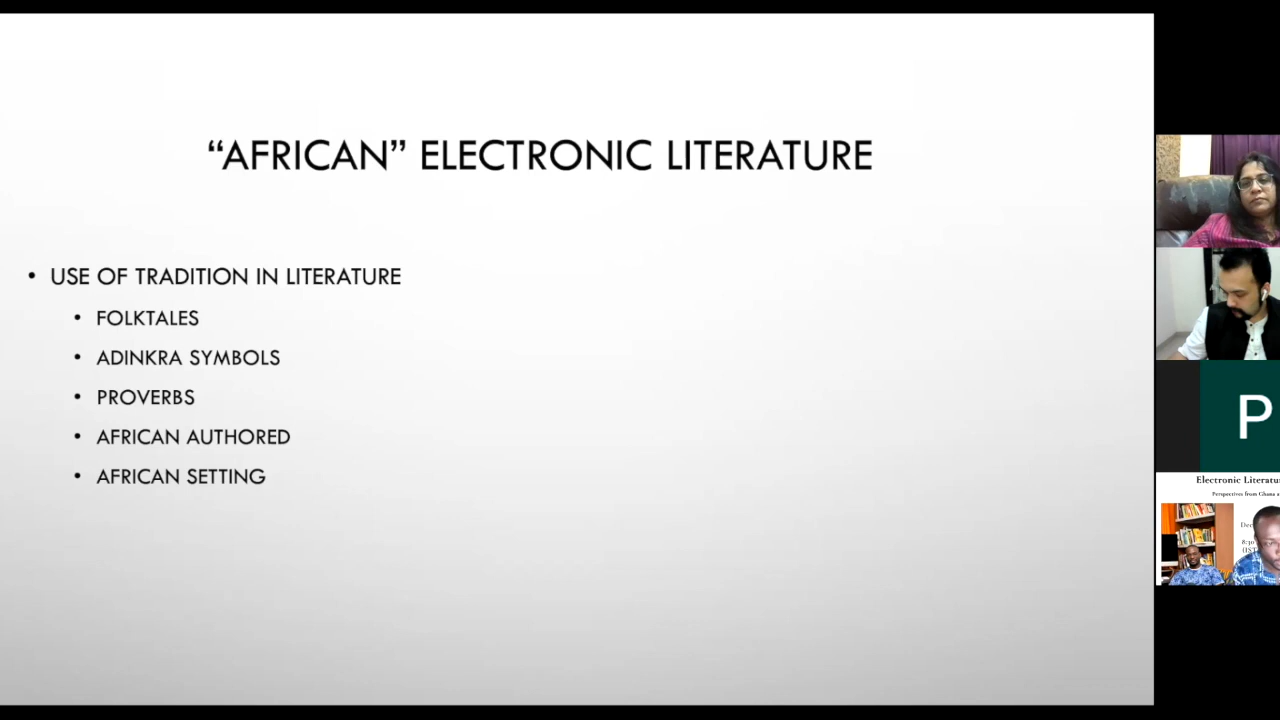 “AFRICAN” ELECTRONIC LITERATURE
• USE OF TRADITION IN LITERATURE
• FOLKTALES
• ADINKRA SYMBOLS
• PROVERBS
• AFRICAN AUTHORED
• AFRICAN SETTING
P
Electronic
Perspectives from Ghana